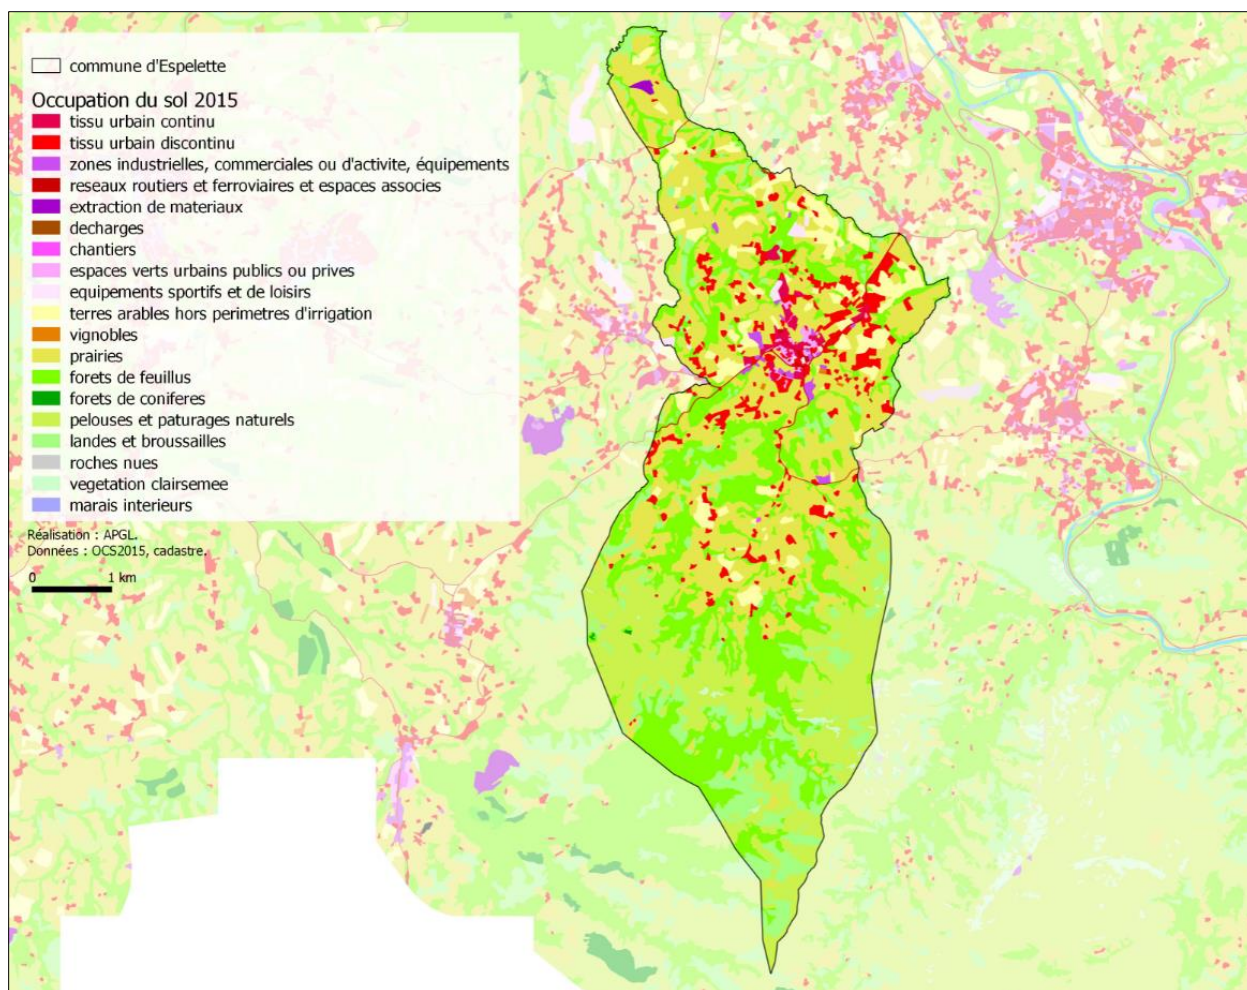 commune d'Espelette
Occupation du sol 2015
tissu urbain continu
tissu urbain discontinu
zones industrielles, commerciales ou d'activite, équipements
reseaux routiers et ferroviaires et espaces associes
extraction de materiaux
decharges
chantiers
espaces verts urbains publics ou prives
equipements sportifs et de loisirs
terres arables hors perimetres d'irrigation
vignobles
prairies
forets de feuillus
forets de coniferes
pelouses et paturages naturels
landes et broussailles
roches nues
vegetation clairsemee
marais interieurs
Réalisation : APGL.
Données : OCS2015, cadastre.
0 1 km